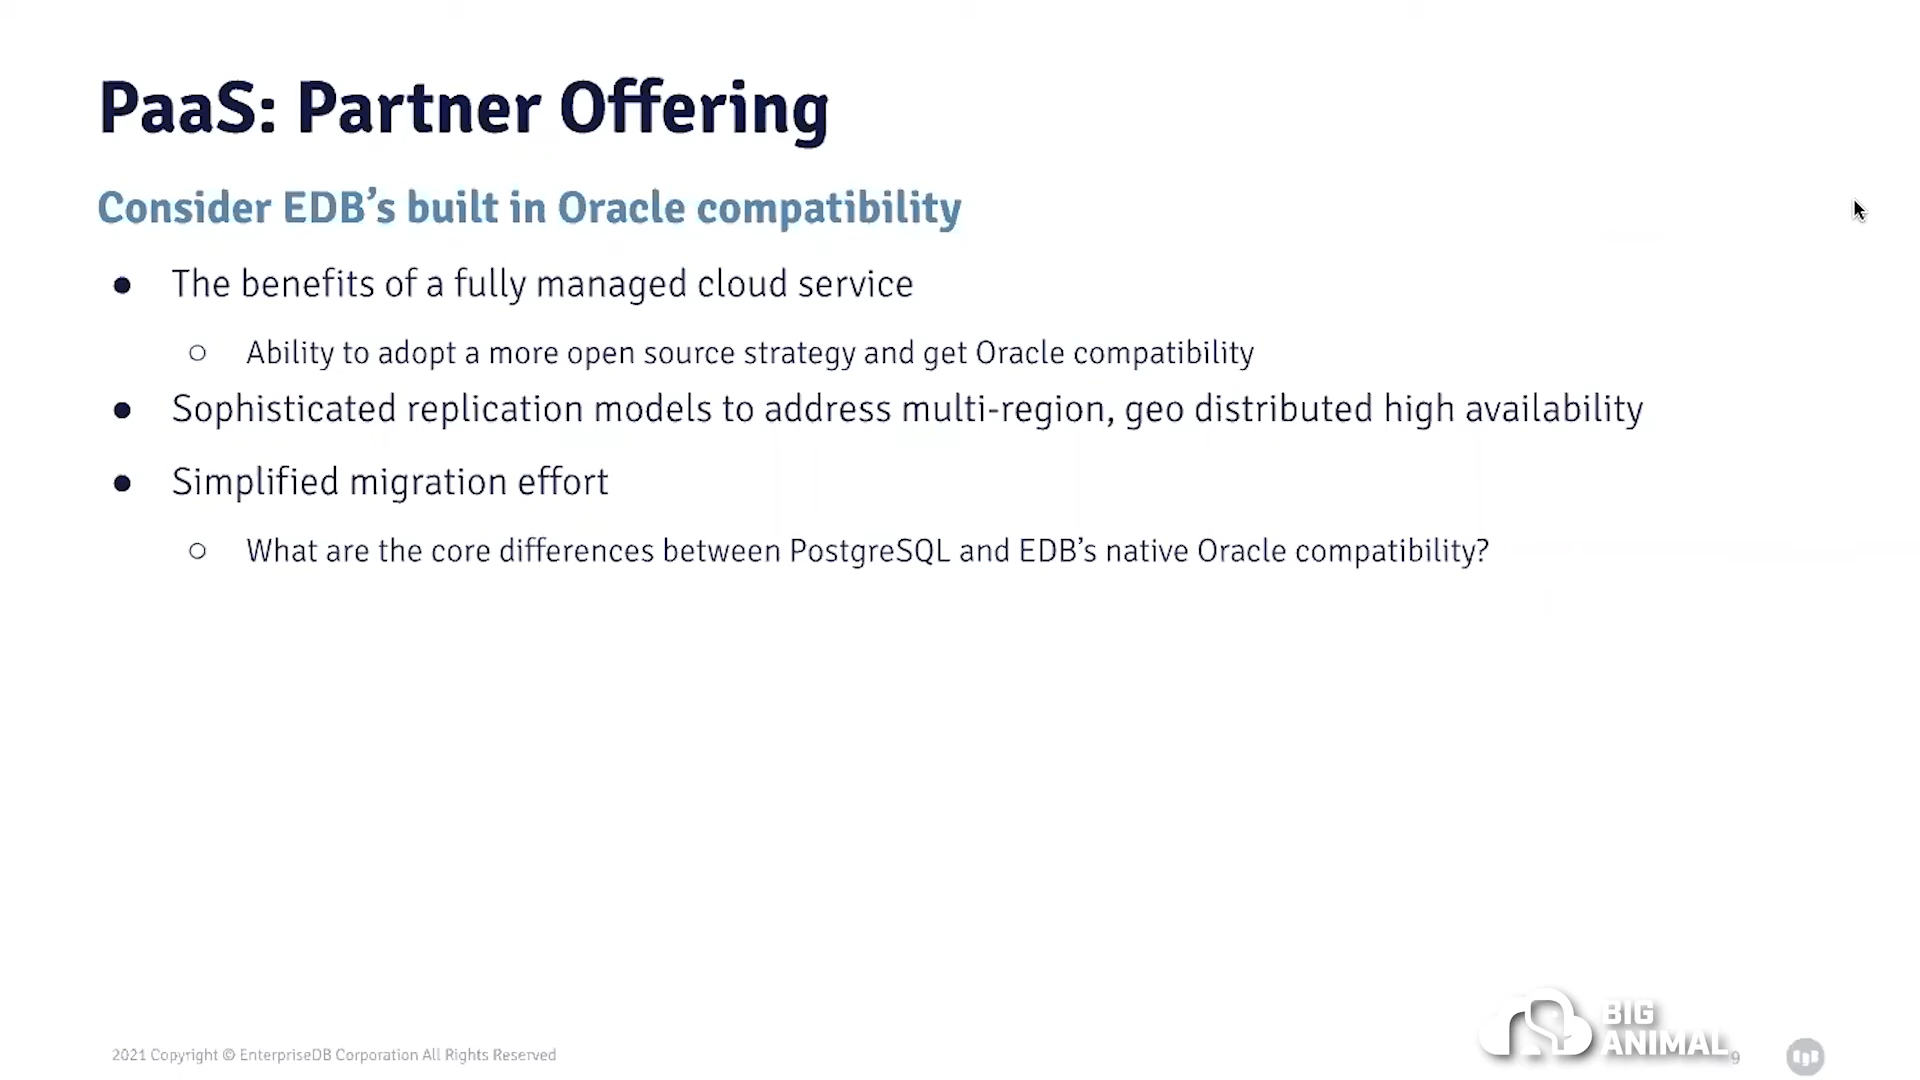 PaaS: Partner Offering
Consider EDB’s built in Oracle compatibility
● The benefits of a fully managed cloud service
○ Ability to adopt a more open source strategy and get Oracle compatibility
● Sophisticated replication models to address multi-region, geo distributed high availability
● Simplified migration effort
○ What are the core differences between PostgreSQL and EDB’s native Oracle compatibility?
2021 Copyright © EnterpriseDB Corporation All Rights Reserved
BIG
ANIMAL
9